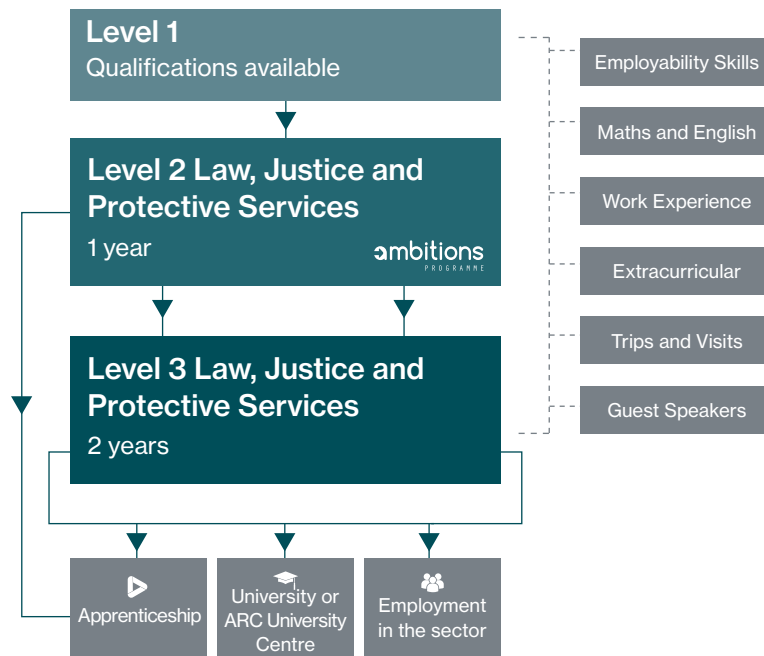 Level 1
Qualifications available
Level 2 Law, Justice and
Protective Services
1 year
ambitions
PROGRAMME
Level 3 Law, Justice and
Protective Services
2 years
Apprenticeship
University or
ARC University
Centre
Employment
in the sector
Employability Skills
Maths and English
Work Experience
Extracurricular
Trips and Visits
Guest Speakers